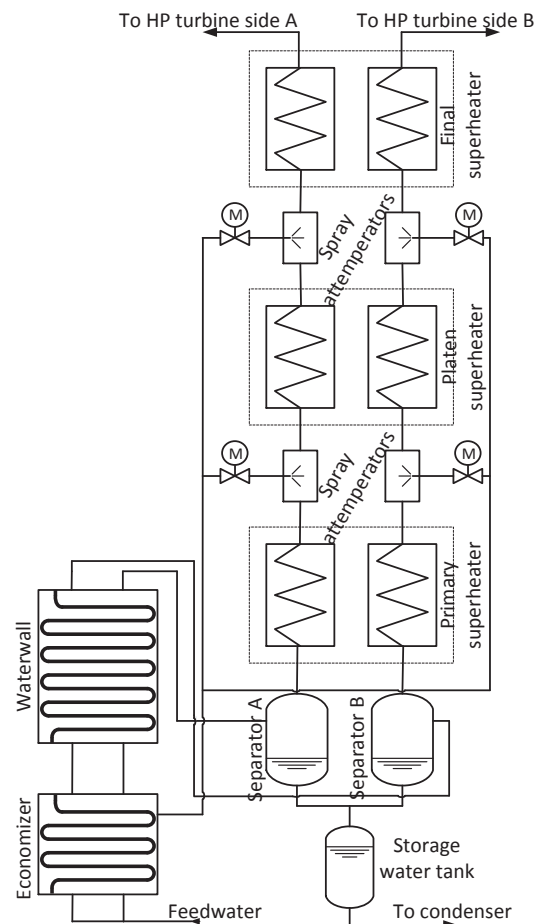 To HP turbine side A
To HP turbine side B
Final
superheater
M
M
Spray
attemperators
Platen
superheater
M
M
Spray
attemperators
Primary
superheater
Waterwall
Separator A
Separator B
Economizer
Storage
water tank
Feedwater
To condenser